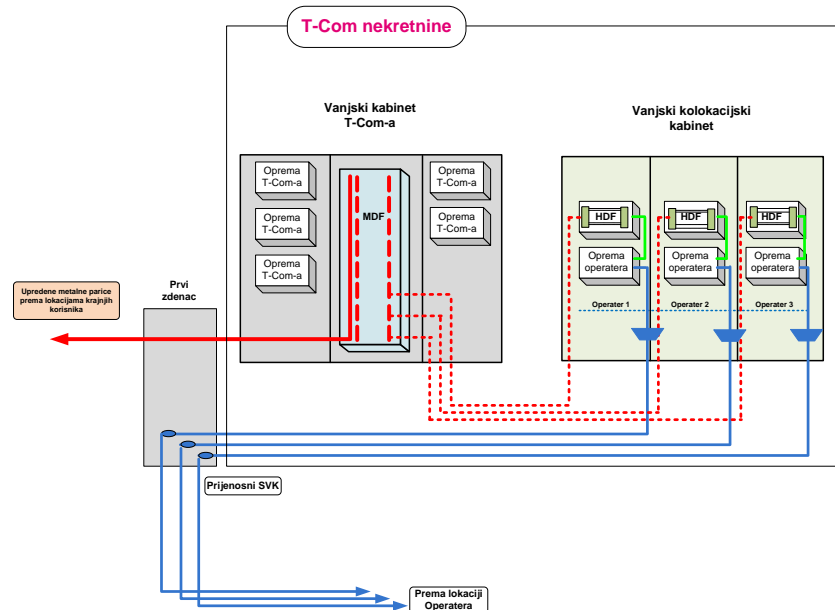 T-Com nekretnine
Vanjski kabinet
T-Com-a
Vanjski kolokacijski
kabinet
Oprema
T-Com-a
Oprema
T-Com-a
Oprema
T-Com-a
MDF
Oprema
T-Com-a
Oprema
T-Com-a
HDF
HDF
HDF
Oprema
operatera
Oprema
operatera
Oprema
operatera
Operater 1
Operater 2
Operater 3
Upredene metalne parice
prema lokacijama krajnjih
korisnika
Prvi
zdenac
Prijenosni SVK
Prema lokaciji
Operatera